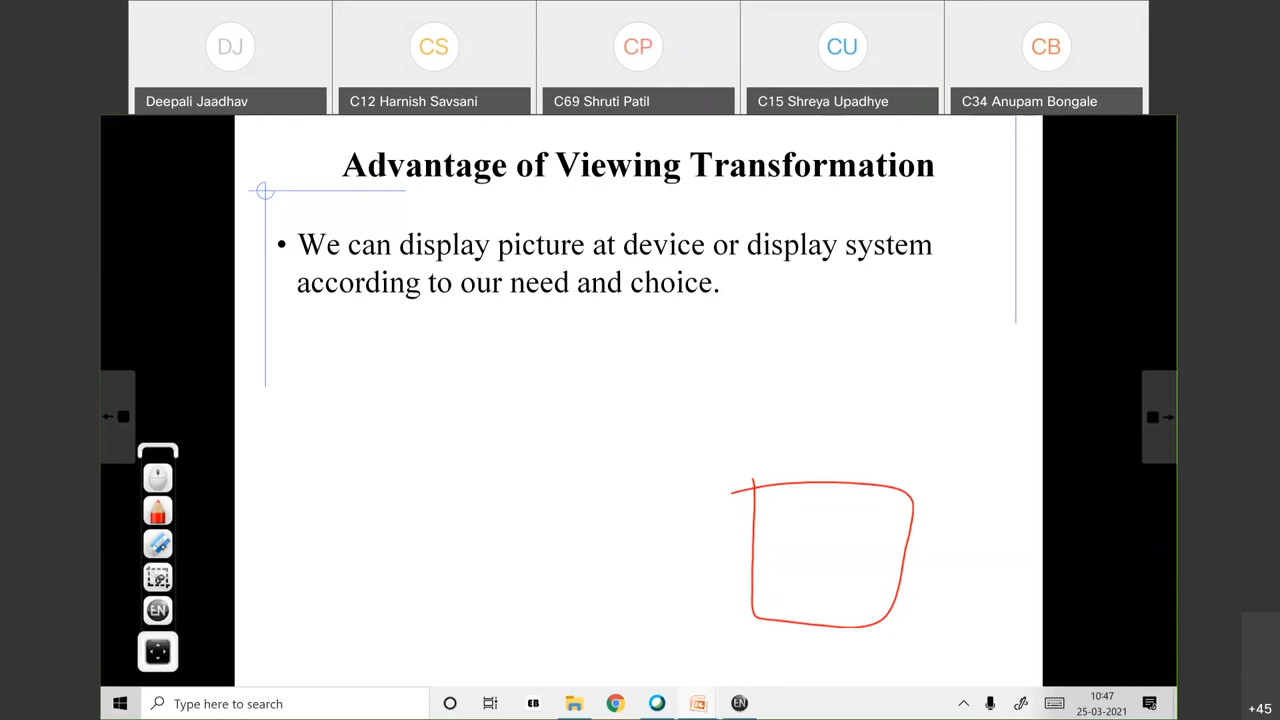 DJ
CS
CP
CU
CB
Deepali Jaadhav
C12 Harnish Savsani
C69 Shruti Patil
C15 Shreya Upadhye
C34 Anupam Bongale
Advantage of Viewing Transformation
• We can display picture at device or display system
according to our need and choice.
EN
Type here to search
EB
EN
10:47
25-03-2021
+45